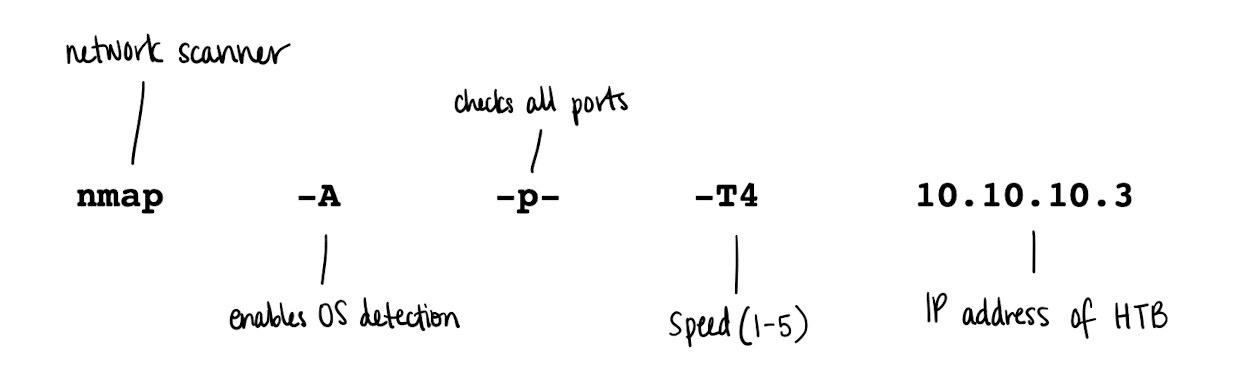 network scanner
checks all ports
nmap -A -p- -T4 10.10.10.3
enables OS detection
Speed (1-5)
IP address of HTB